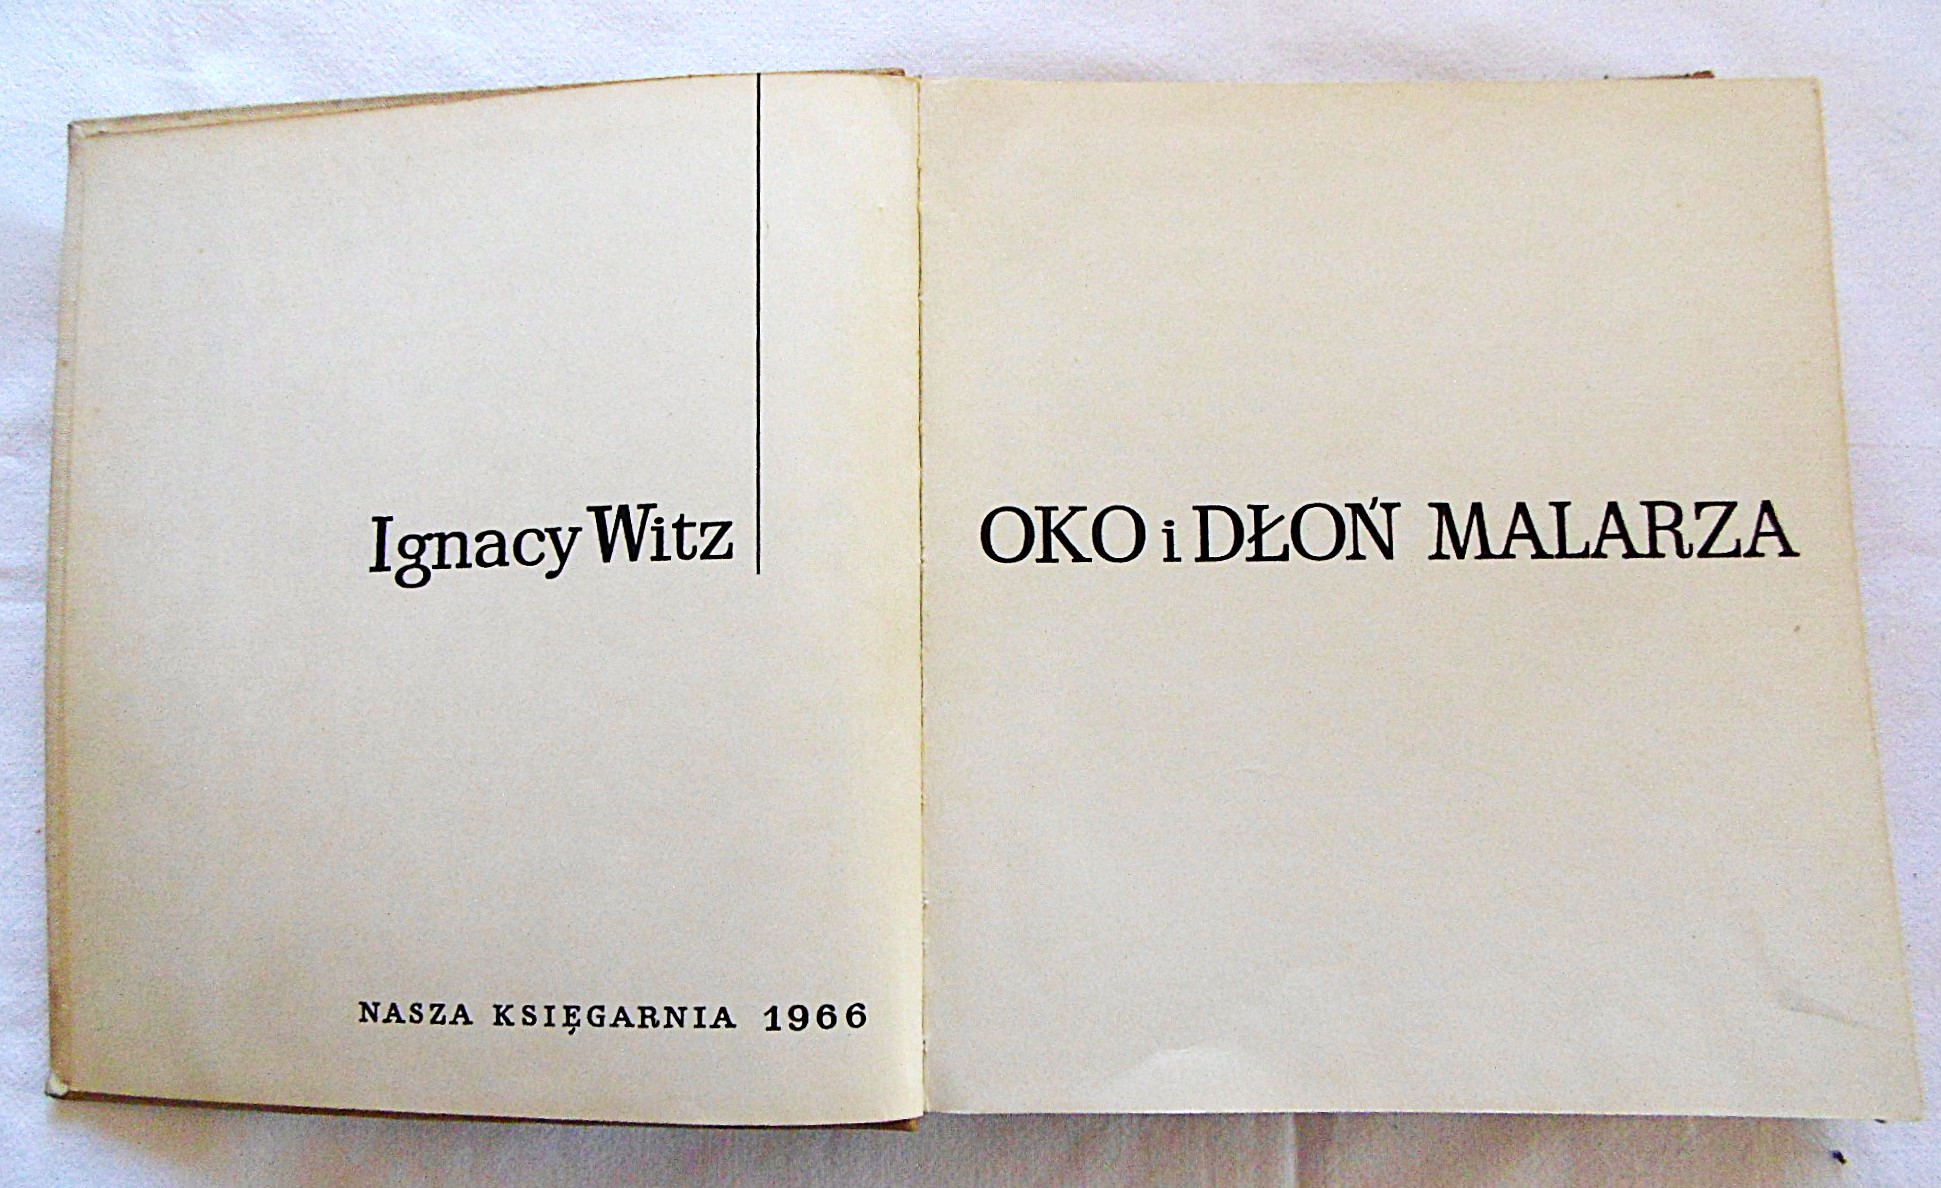 Ignacy Witz
OKO i DŁOŃ MALARZA
NASZA KSIĘGARNIA 1966